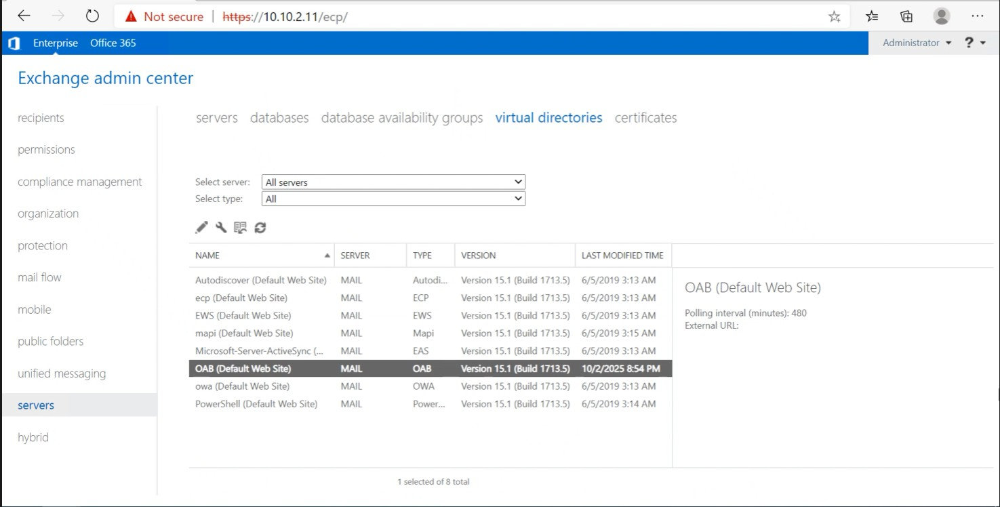 Not secure | https://10.10.2.11/ecp/
Enterprise Office 365 Administrator ?
Exchange admin center
recipients
permissions
compliance management
organization
protection
mail flow
mobile
public folders
unified messaging
servers
hybrid
servers databases database availability groups virtual directories certificates
Select server: All servers
Select type: All
NAME SERVER TYPE VERSION LAST MODIFIED TIME
Autodiscover (Default Web Site) MAIL Autodi... Version 15.1 (Build 1713.5) 6/5/2019 3:13 AM
ecp (Default Web Site) MAIL ECP Version 15.1 (Build 1713.5) 6/5/2019 3:13 AM
EWS (Default Web Site) MAIL EWS Version 15.1 (Build 1713.5) 6/5/2019 3:13 AM
mapi (Default Web Site) MAIL Mapi Version 15.1 (Build 1713.5) 6/5/2019 3:15 AM
Microsoft-Server-ActiveSync (... MAIL EAS Version 15.1 (Build 1713.5) 6/5/2019 3:13 AM
OAB (Default Web Site) MAIL OAB Version 15.1 (Build 1713.5) 10/2/2025 8:54 PM
owa (Default Web Site) MAIL OWA Version 15.1 (Build 1713.5) 6/5/2019 3:13 AM
PowerShell (Default Web Site) MAIL Power... Version 15.1 (Build 1713.5) 6/5/2019 3:14 AM
OAB (Default Web Site)
Polling interval (minutes): 480
External URL:
1 selected of 8 total